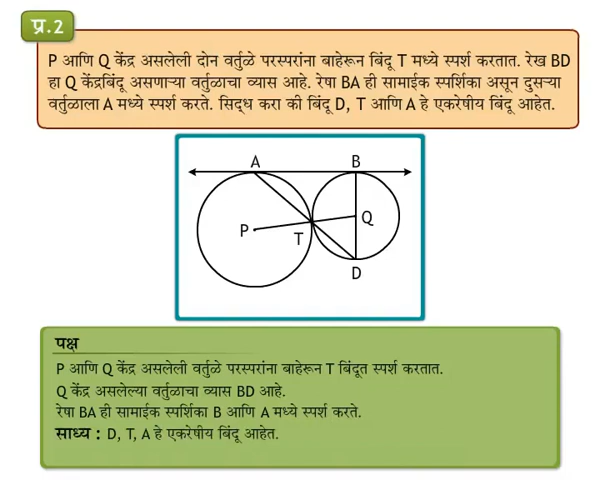 प्र.2
P आणि Q केंद्र असलेली दोन वर्तुळे परस्परांना बाहेरून बिंदू T मध्ये स्पर्श करतात. रेख BD
हा Q केंद्रबिंदू असणाऱ्या वर्तुळाचा व्यास आहे. रेषा BA ही सामाईक स्पर्शिका असून दुसऱ्या
वर्तुळाला A मध्ये स्पर्श करते. सिद्ध करा की बिंदू D, T आणि A हे एकरेषीय बिंदू आहेत.
A B
P Q
T
D
पक्ष
P आणि Q केंद्र असलेली वर्तुळे परस्परांना बाहेरून T बिंदूत स्पर्श करतात.
Q केंद्र असलेल्या वर्तुळाचा व्यास BD आहे.
रेषा BA ही सामाईक स्पर्शिका B आणि A मध्ये स्पर्श करते.
साध्य : D, T, A हे एकरेषीय बिंदू आहेत.